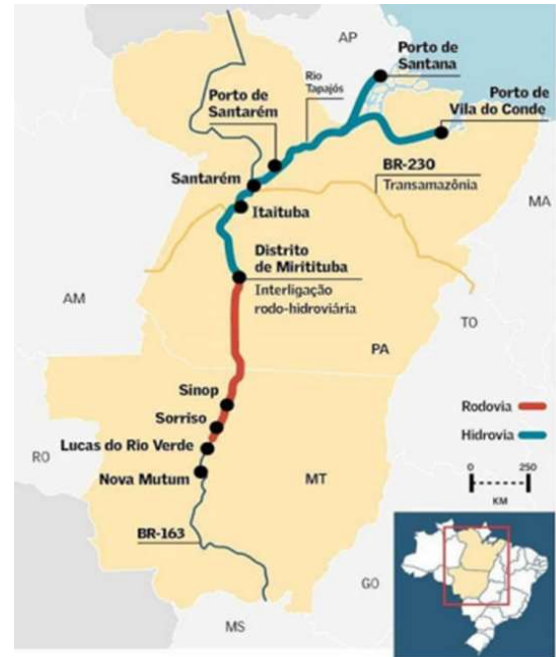 AP
Porto de
Santana
Rio
Tapajós
Porto de
Vila do Conde
Porto de
Santarém
BR-230
Transamazônia
Santarém
MA
Itaituba
Distrito
de Miritituba
Interligação
rodo-hidroviária
AM
TO
PA
Sinop
Sorriso
Rodovia
Lucas do Rio Verde
Hidrovia
RO
Nova Mutum
MT
0 250
KM
BR-163
GO
MS